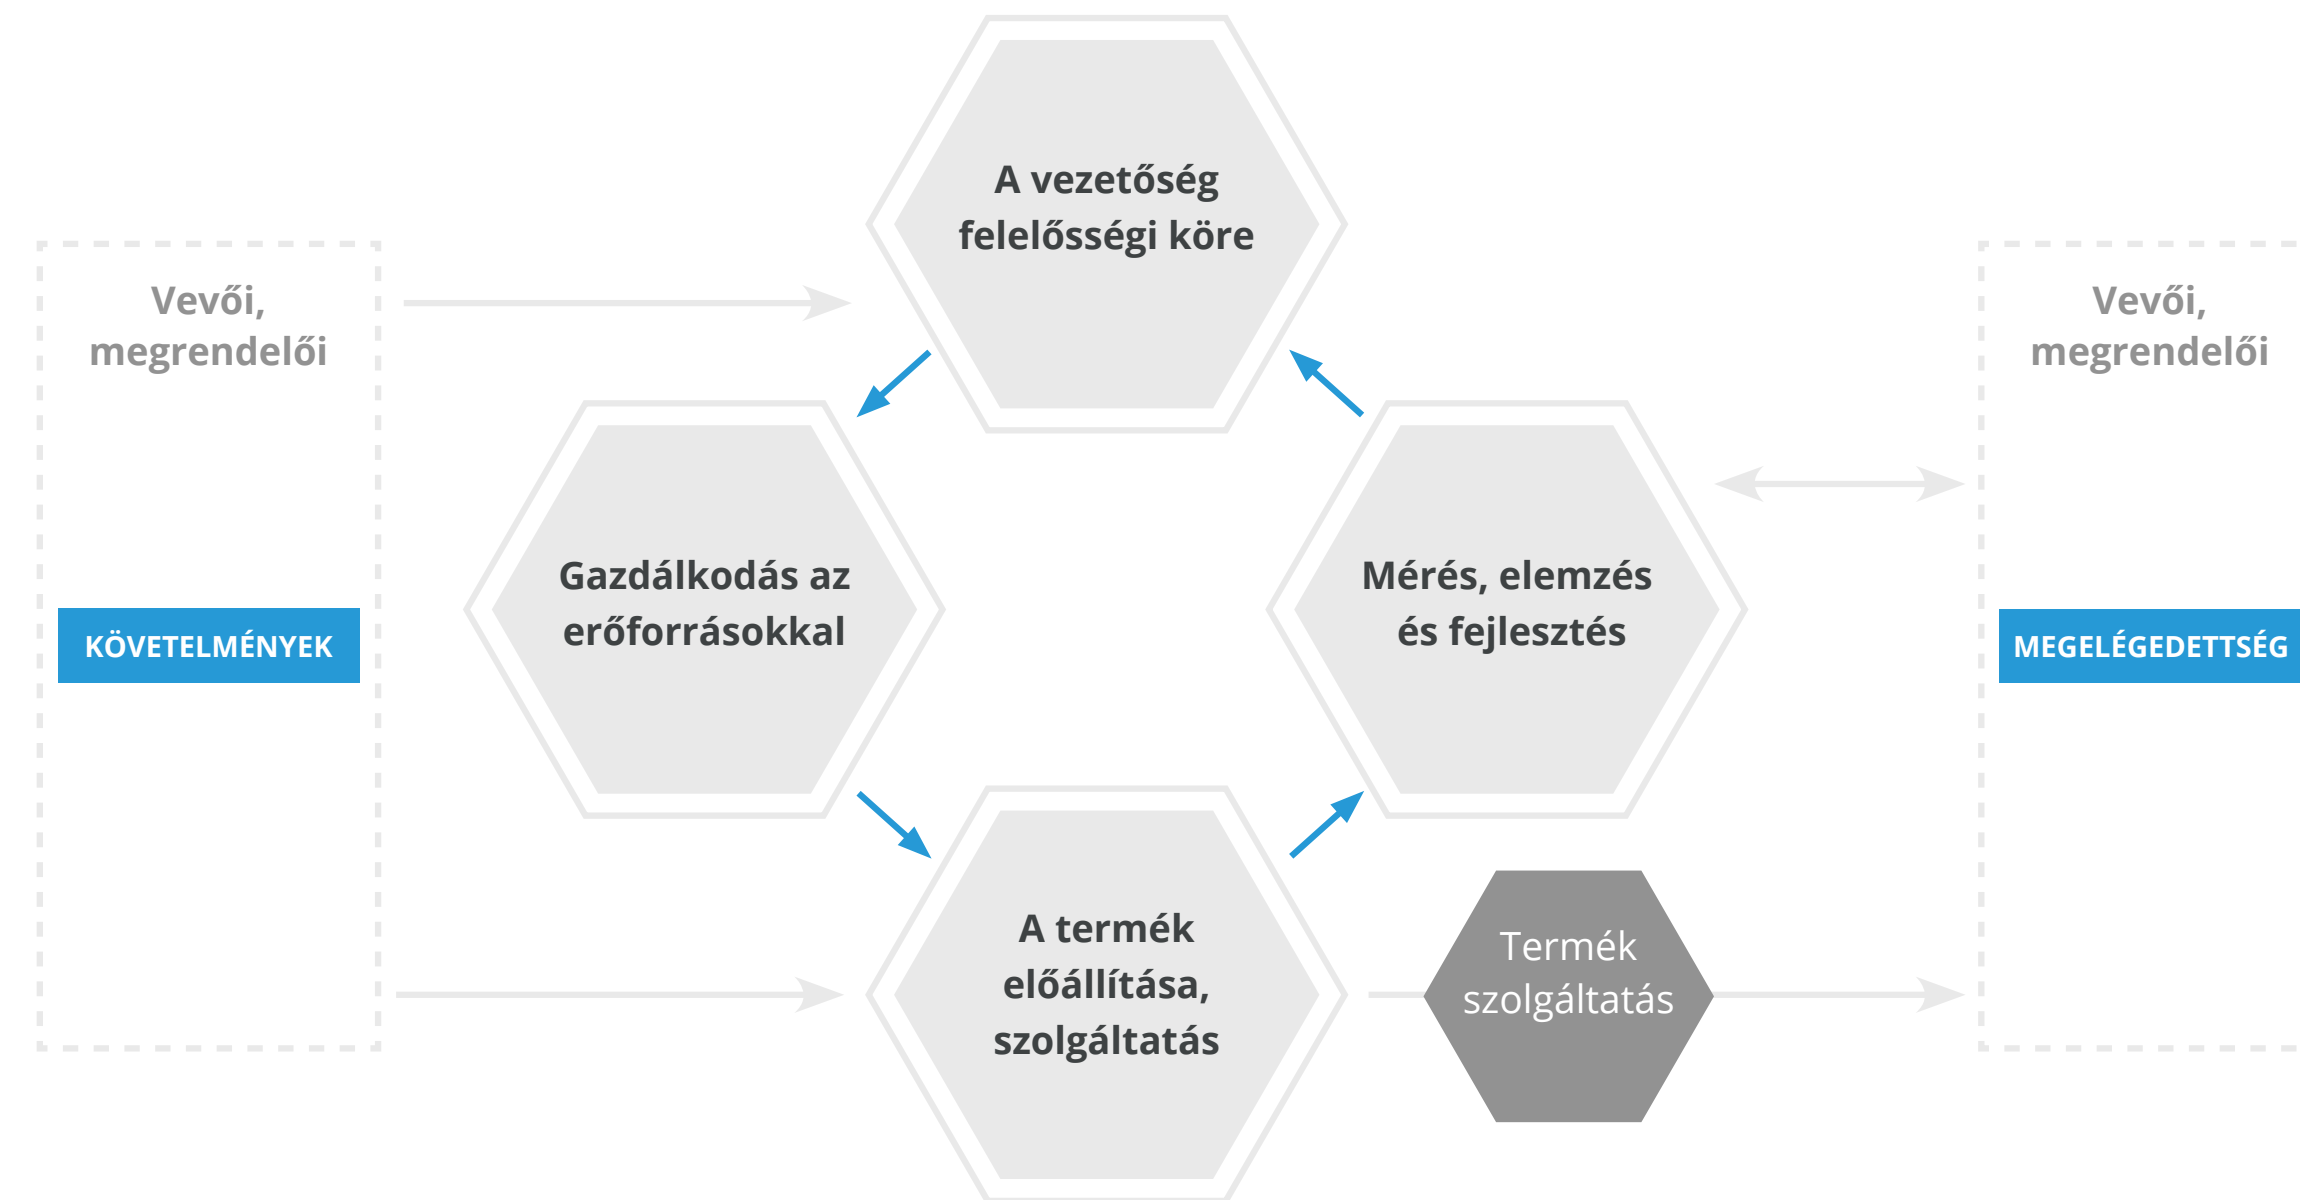 A vezetőség
felelősségi köre
Vevői,
megrendelői
KÖVETELMÉNYEK
Gazdálkodás az
erőforrásokkal
Mérés, elemzés
és fejlesztés
Vevői,
megrendelői
MEGELÉGEDETTSÉG
A termék
előállítása,
szolgáltatás
Termék
szolgáltatás